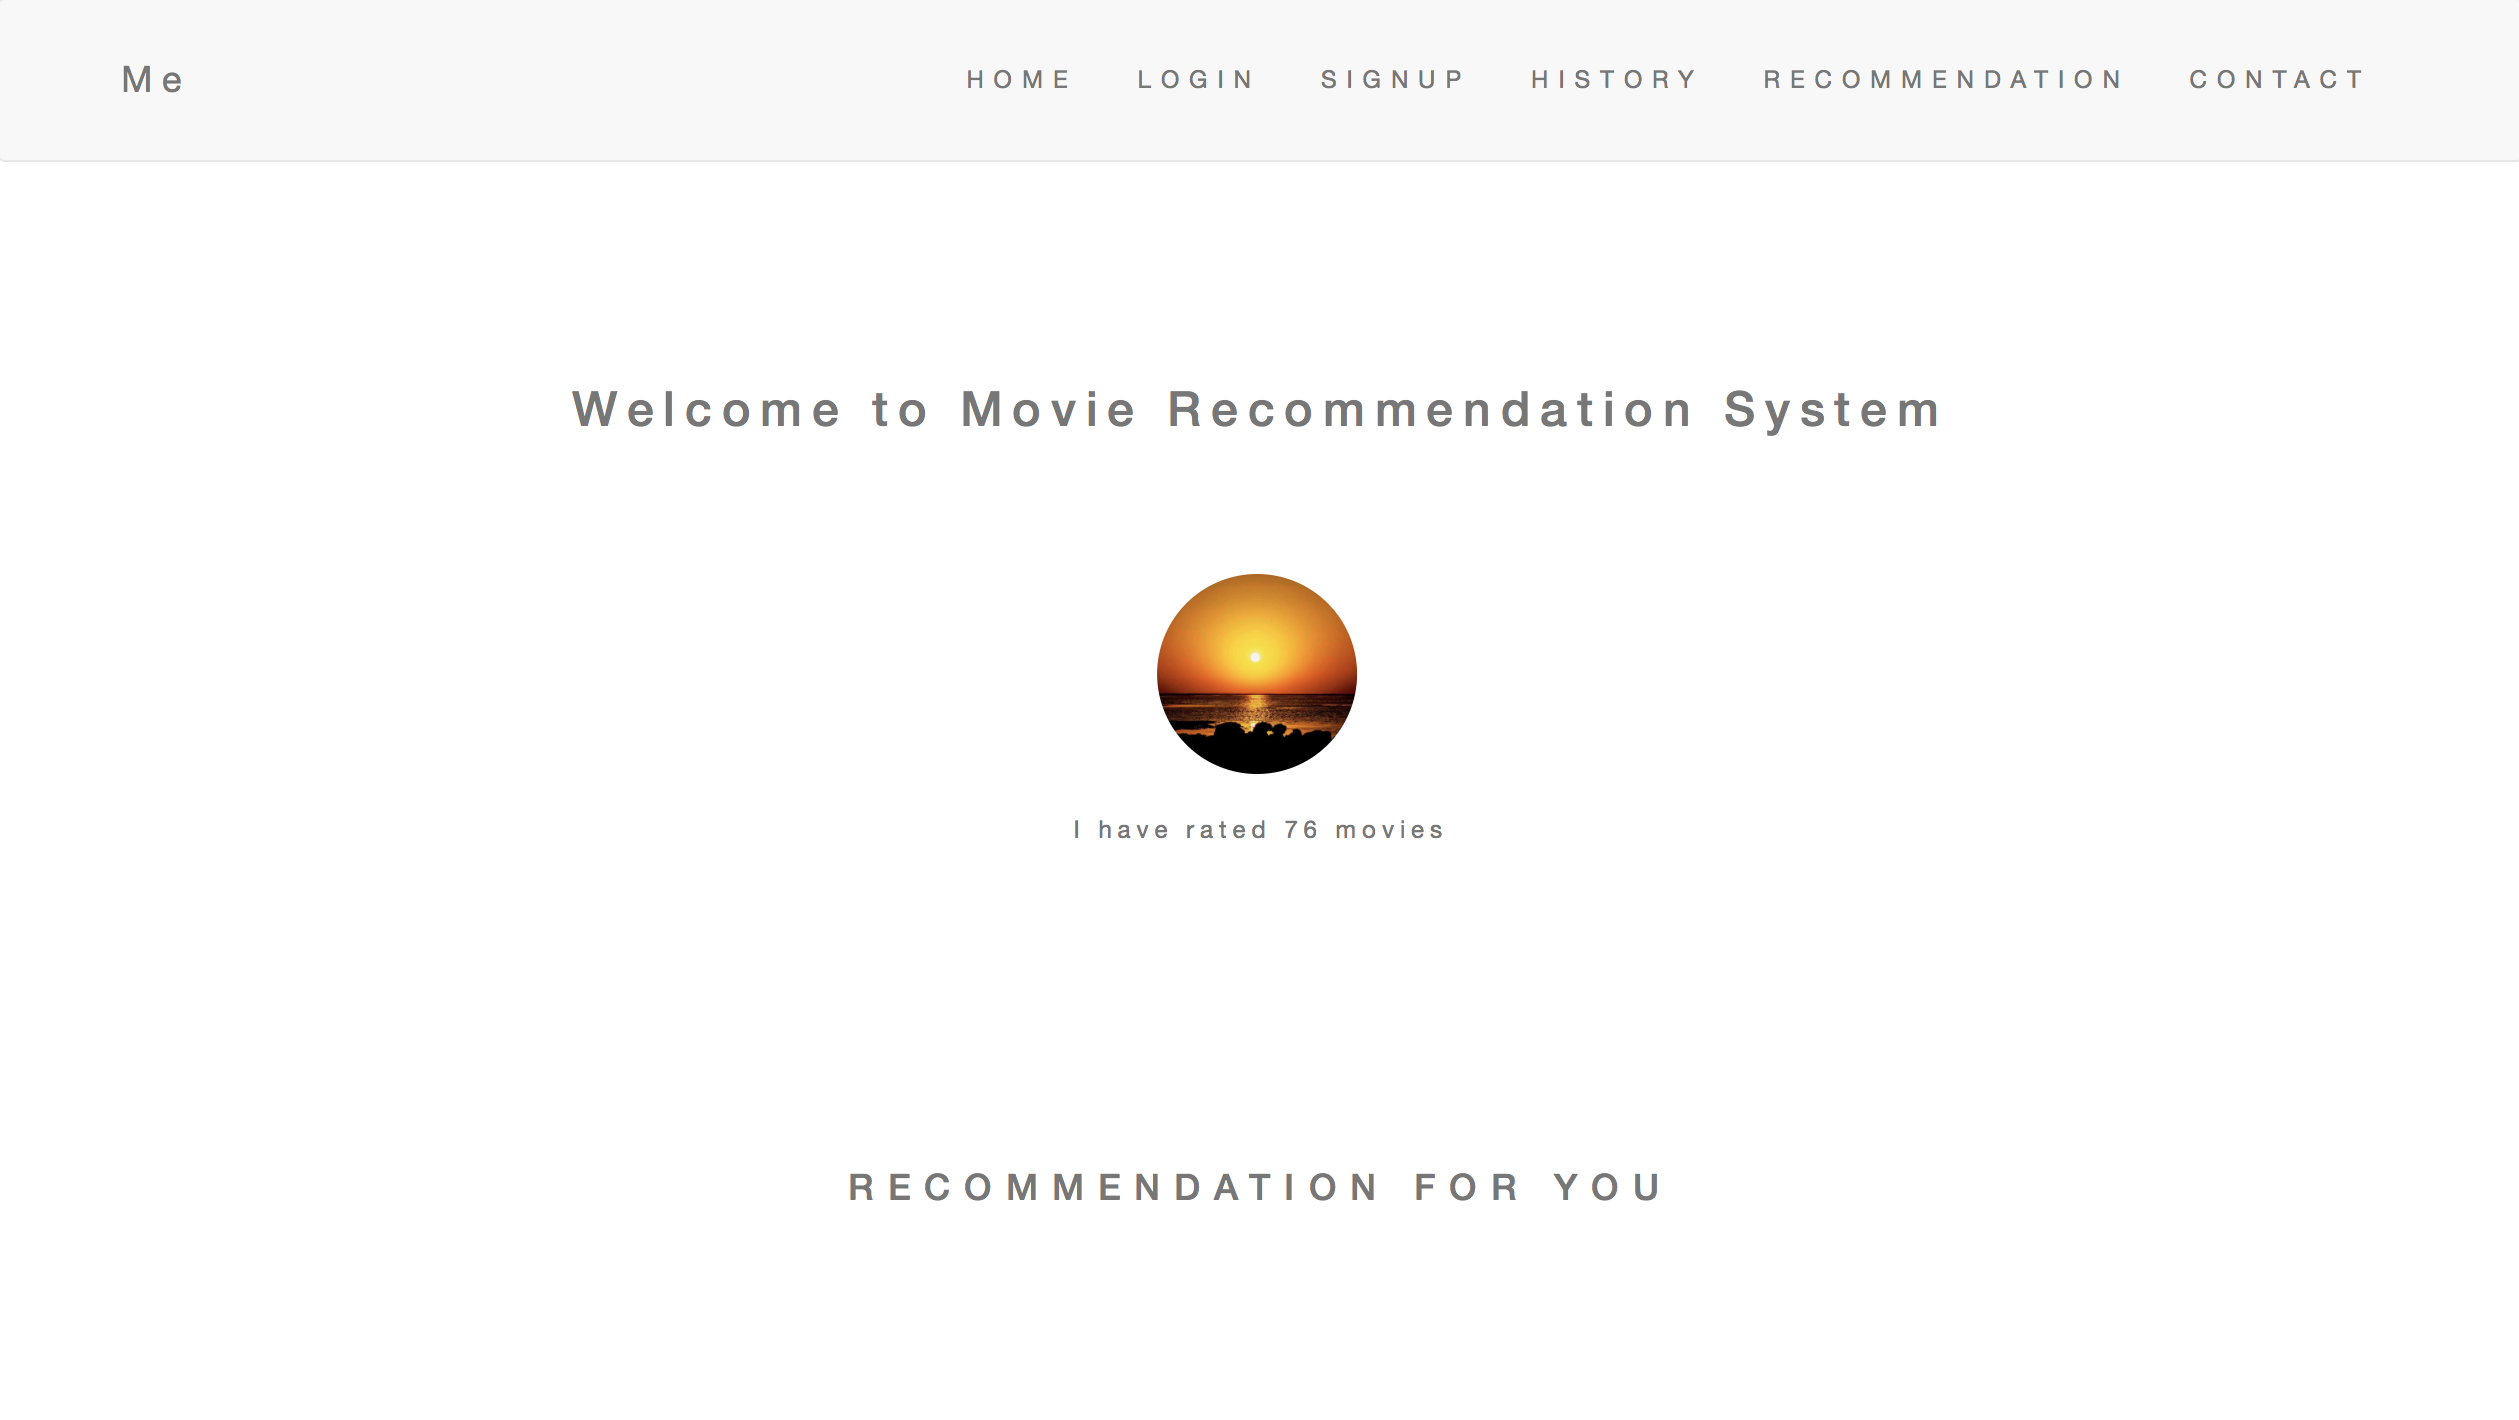 Me HOME LOGIN SIGNUP HISTORY RECOMMENDATION CONTACT
Welcome to Movie Recommendation System
I have rated 76 movies
RECOMMENDATION FOR YOU